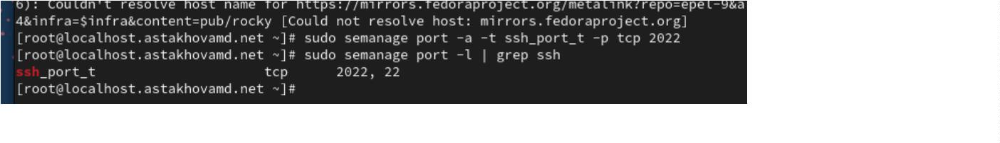 6): Couldn't resolve host name for https://mirrors.fedoraproject.org/metalink?repo=epel-9&a
4&infra=$infra&content=pub/rocky [Could not resolve host: mirrors.fedoraproject.org]
[root@localhost.astakhovamd.net ~]# sudo semanage port -a -t ssh_port_t -p tcp 2022
[root@localhost.astakhovamd.net ~]# sudo semanage port -l | grep ssh
ssh_port_t                     tcp      2022, 22
[root@localhost.astakhovamd.net ~]#